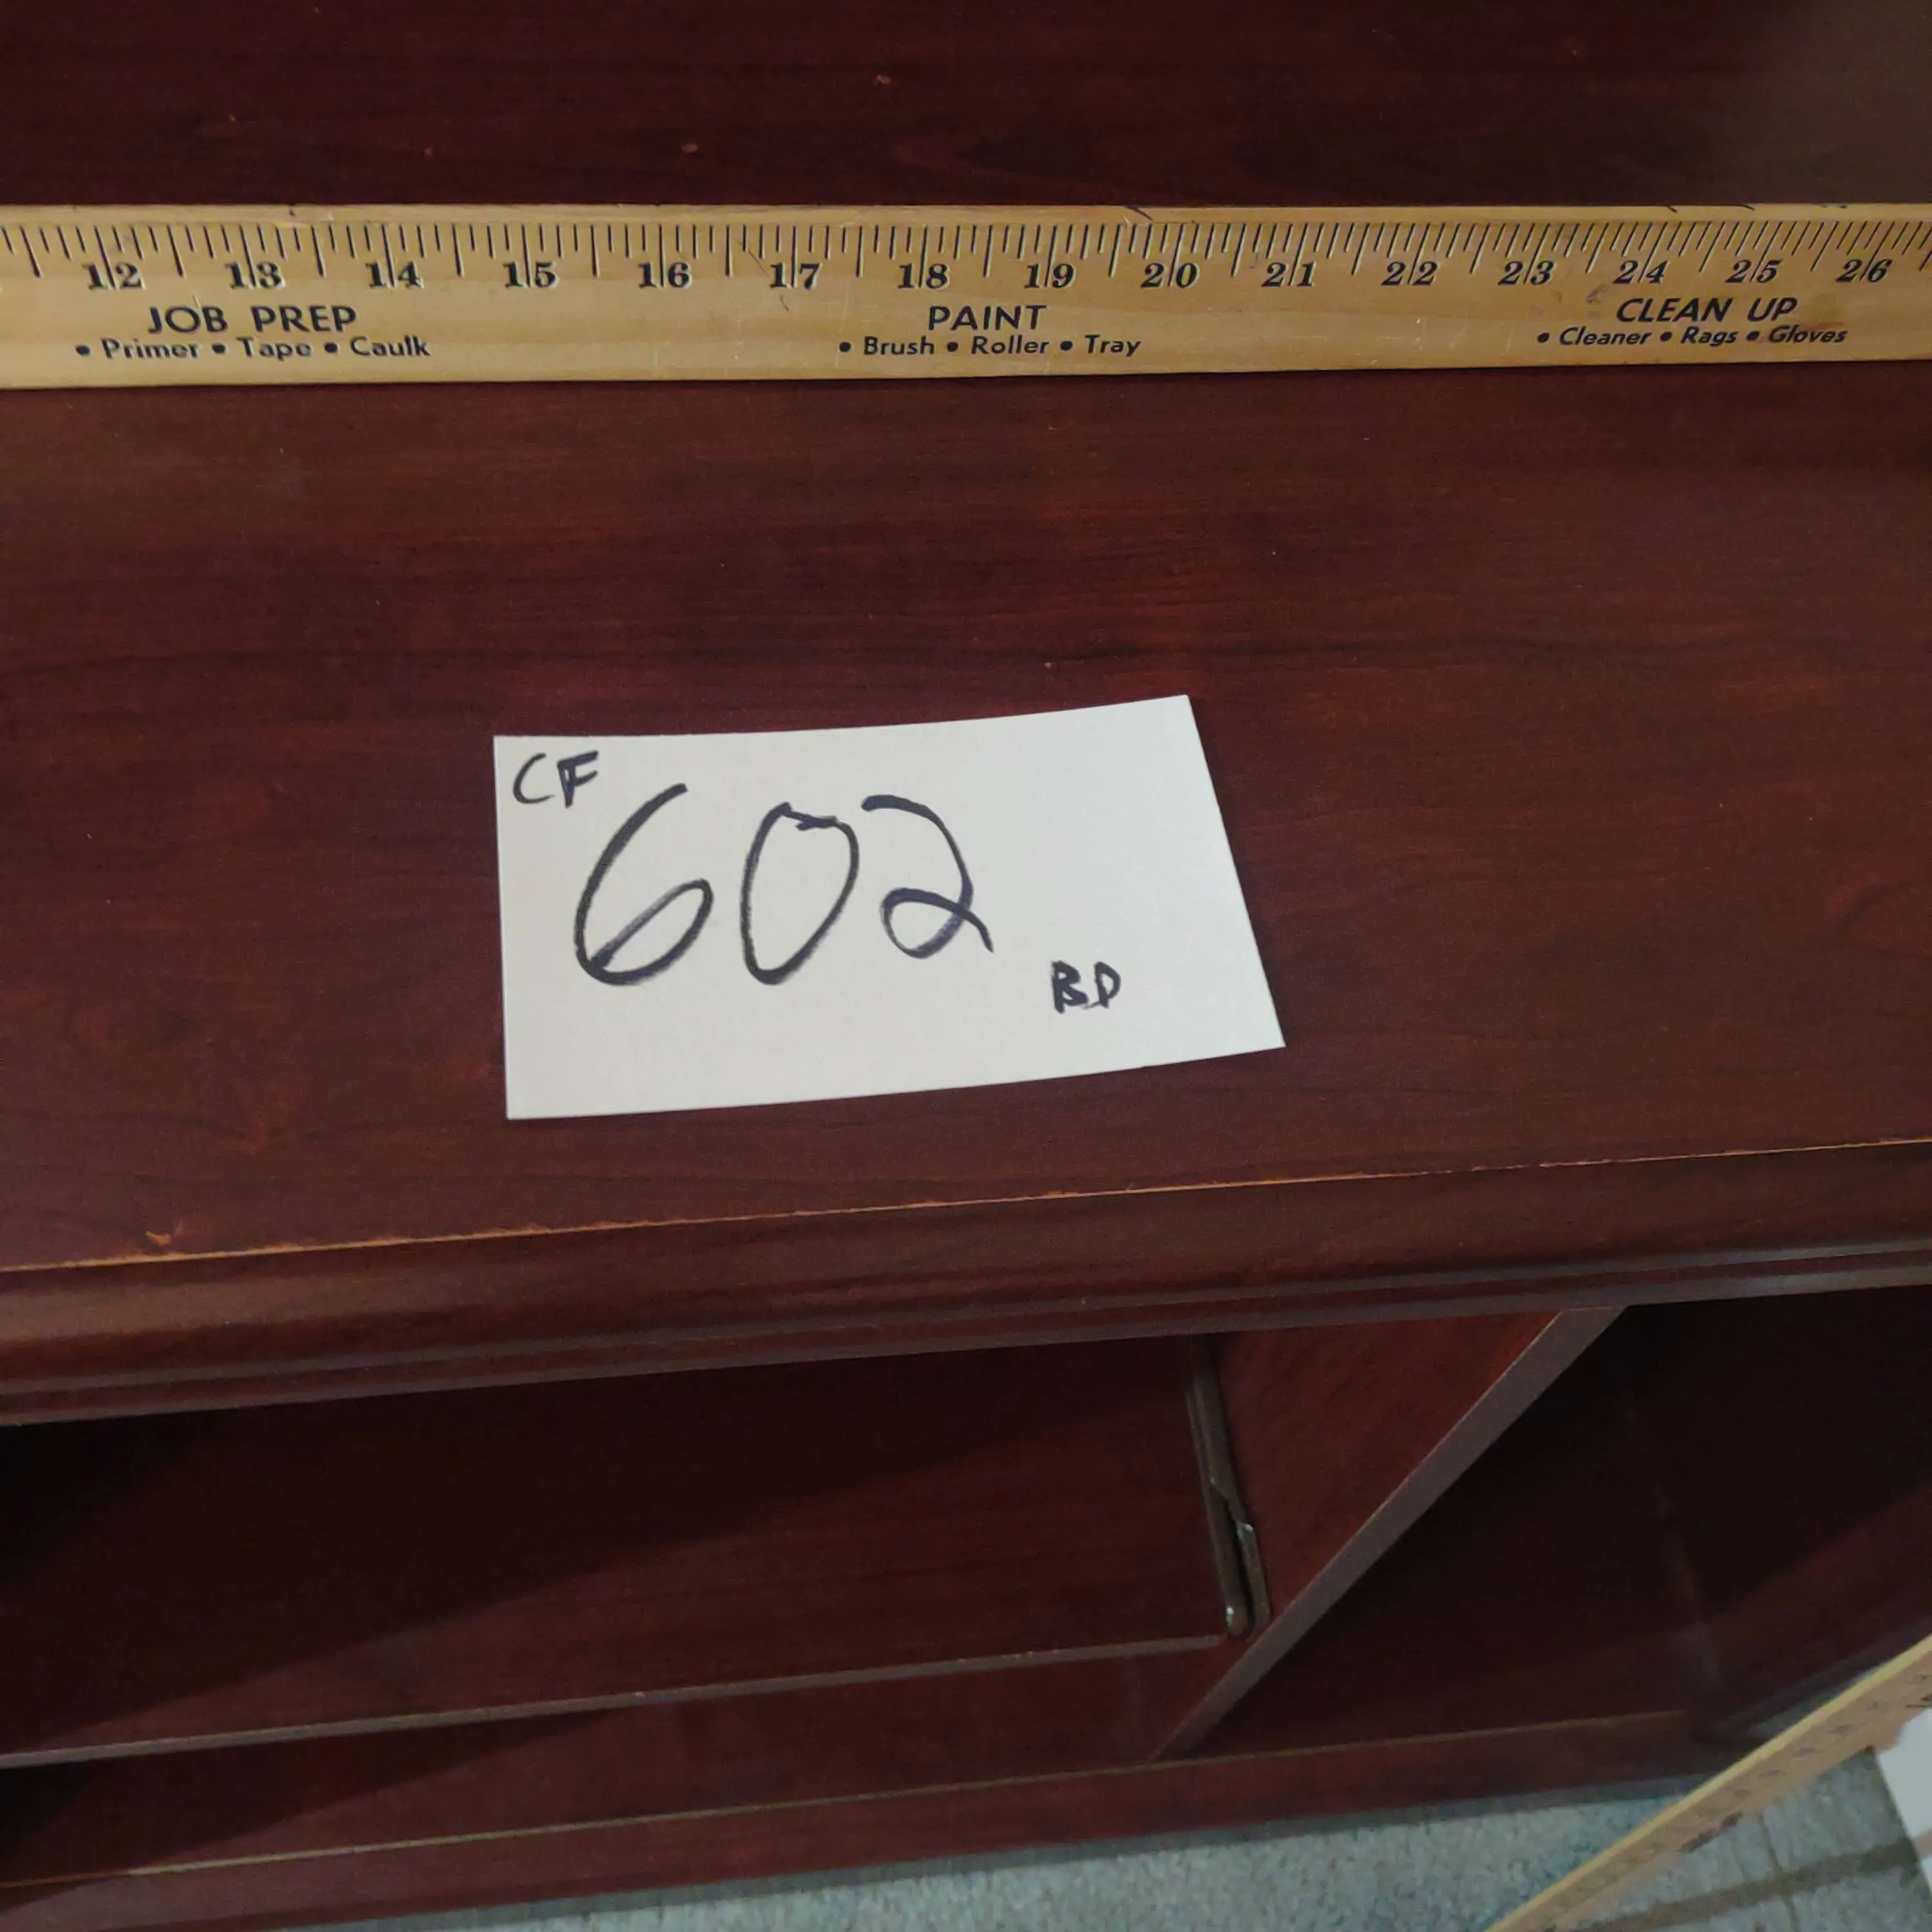 12 13 14 15 16 17 18 19 20 21 22 23 24 25 26
JOB PREP PAINT CLEAN UP
• Primer • Tape • Caulk • Brush • Roller • Tray • Cleaner • Rags • Gloves
CF
602
BD